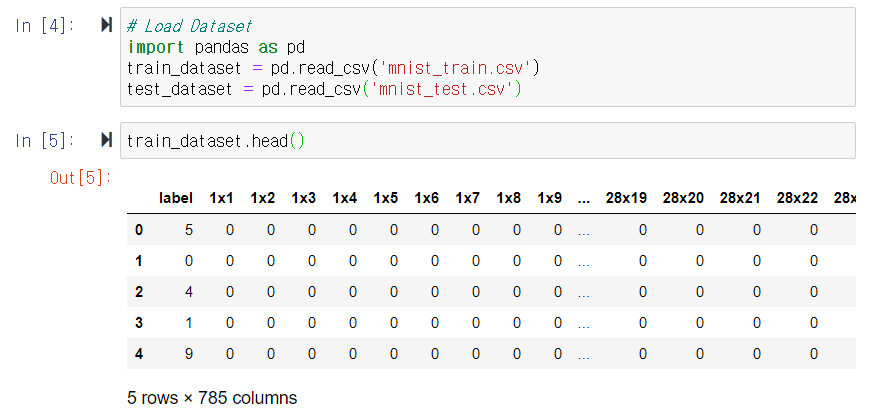 In [4]:
# Load Dataset
import pandas as pd
train_dataset = pd.read_csv('mnist_train.csv')
test_dataset = pd.read_csv('mnist_test.csv')
In [5]:
train_dataset.head()
Out[5]:
label 1x1 1x2 1x3 1x4 1x5 1x6 1x7 1x8 1x9 ... 28x19 28x20 28x21 28x22 28x
0 5 0 0 0 0 0 0 0 0 0 ... 0 0 0 0
1 0 0 0 0 0 0 0 0 0 0 ... 0 0 0 0
2 4 0 0 0 0 0 0 0 0 0 ... 0 0 0 0
3 1 0 0 0 0 0 0 0 0 0 ... 0 0 0 0
4 9 0 0 0 0 0 0 0 0 0 ... 0 0 0 0
5 rows × 785 columns